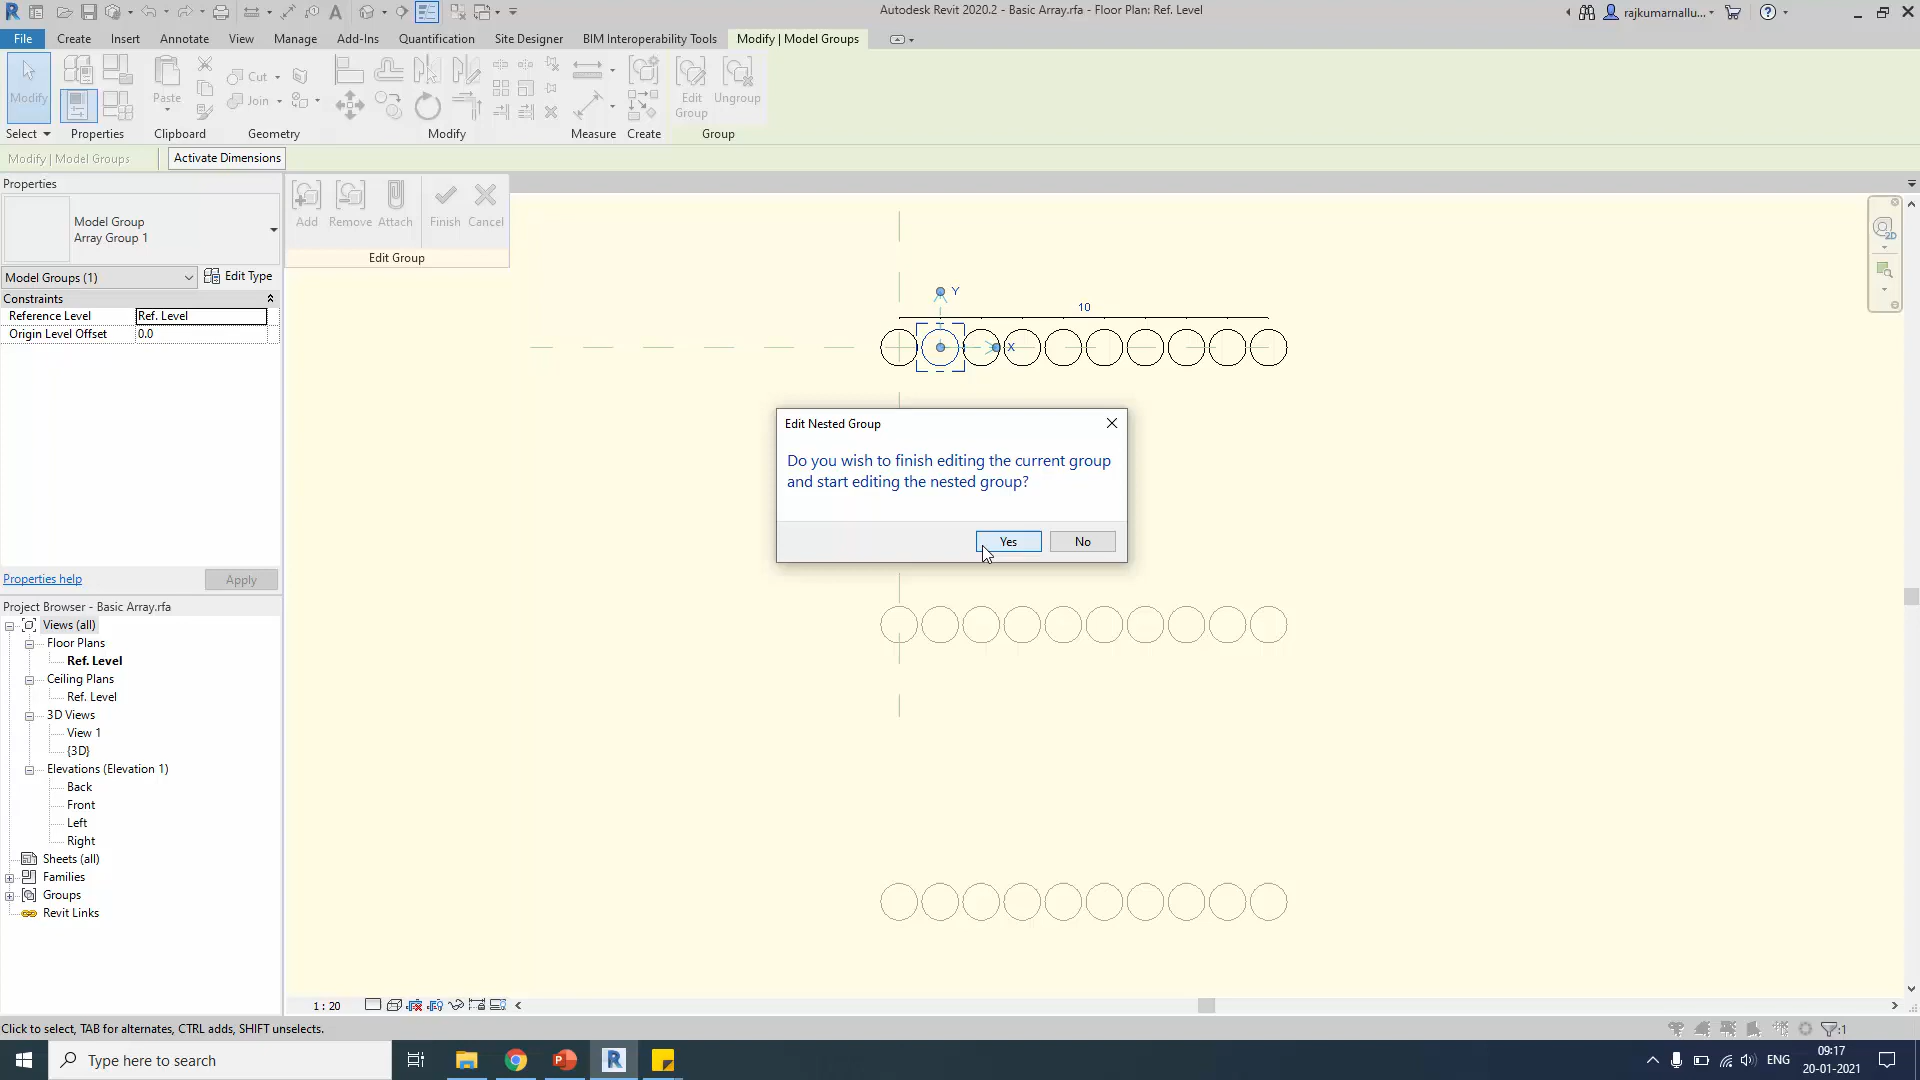 Autodesk Revit 2020.2 - Basic Array.rfa - Floor Plan: Ref. Level
rajkumarnallu...
File Create Insert Annotate View Manage Add-Ins Quantification Site Designer BIM Interoperability Tools Modify | Model Groups
Modify
Paste
Cut
Join
Edit Group
Ungroup
Select Properties Clipboard Geometry Modify Measure Create Group
Modify | Model Groups Activate Dimensions
Properties
Model Group
Array Group 1
Model Groups (1) Edit Type
Constraints
Reference Level Ref. Level
Origin Level Offset 0.0
Properties help Apply
Add Remove Attach Finish Cancel
Edit Group
2D
Y
10
X
Edit Nested Group
Do you wish to finish editing the current group
and start editing the nested group?
Yes No
Project Browser - Basic Array.rfa
Views (all)
Floor Plans
Ref. Level
Ceiling Plans
Ref. Level
3D Views
View 1
{3D}
Elevations (Elevation 1)
Back
Front
Left
Right
Sheets (all)
Families
Groups
Revit Links
1 : 20
Click to select, TAB for alternates, CTRL adds, SHIFT unselects.
:1
Type here to search
ENG
09:17
20-01-2021